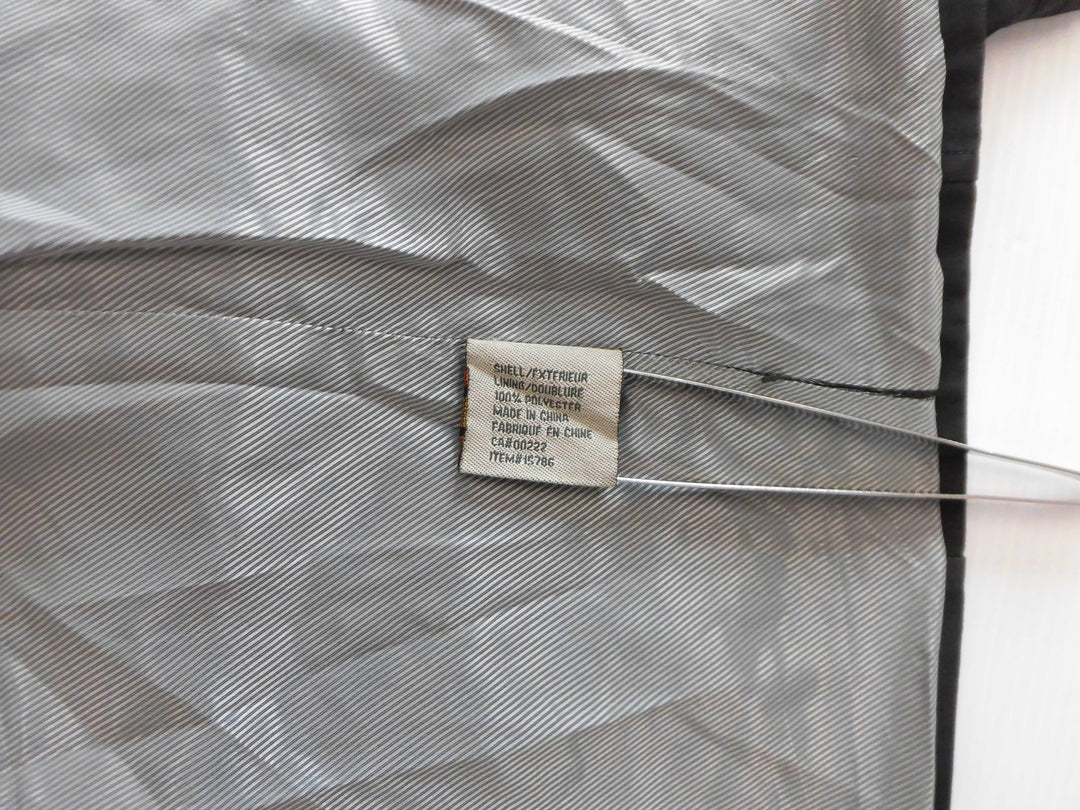 SHELL/EXTERIEUR
LINING/DOUBLURE
100% POLYESTER
MADE IN CHINA
FABRIQUE EN CHINE
CA#00222
ITEM#15786